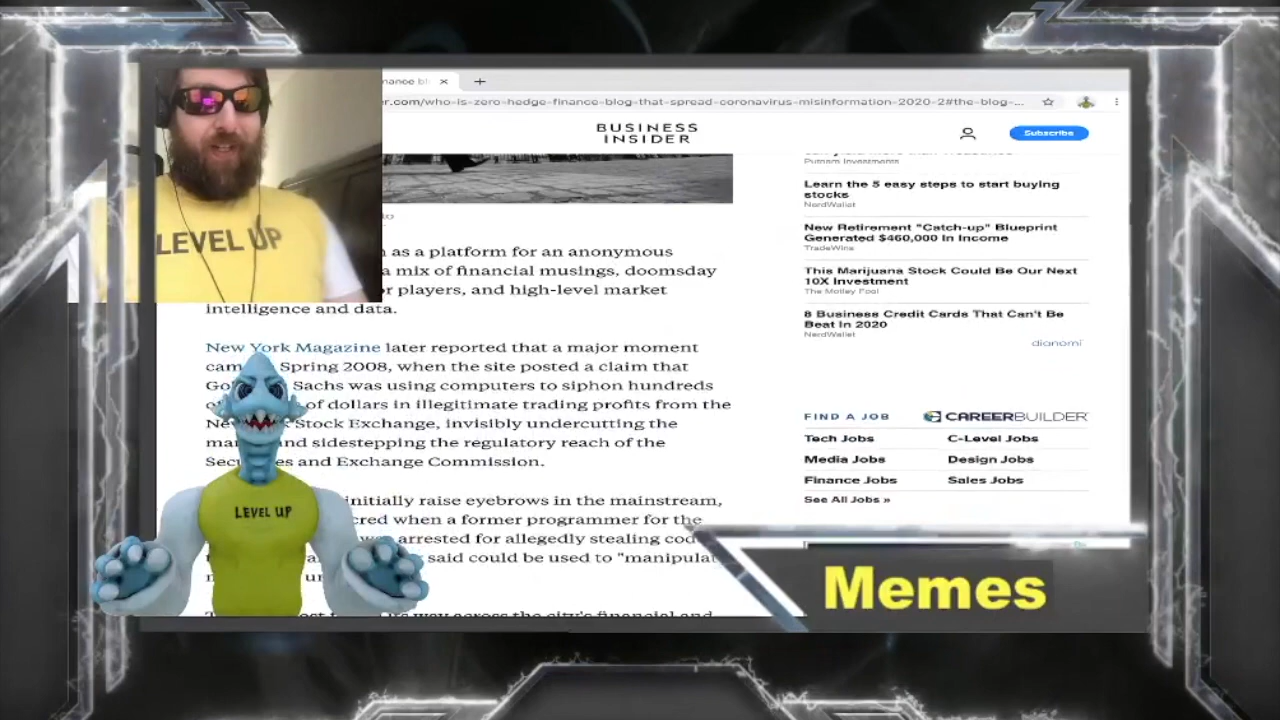 nance bl
er.com/who-is-zero-hedge-finance-blog-that-spread-coronavirus-misinformation-2020-2#the-blog-...
BUSINESS
INSIDER
Subscribe
LEVEL UP
as a platform for an anonymous
a mix of financial musings, doomsday
players, and high-level market
intelligence and data.
New York Magazine later reported that a major moment
Spring 2008, when the site posted a claim that
Sachs was using computers to siphon hundreds
of dollars in illegitimate trading profits from the
Stock Exchange, invisibly undercutting the
and sidestepping the regulatory reach of the
and Exchange Commission.
initially raise eyebrows in the mainstream,
when a former programmer for the
arrested for allegedly stealing
said could be used to "manipulat
way across the city's financial and
LEVEL UP
Putnam Investments
Learn the 5 easy steps to start buying
stocks
NerdWallet
New Retirement "Catch-up" Blueprint
Generated $460,000 In Income
TradeWins
This Marijuana Stock Could Be Our Next
10X Investment
The Motley Fool
8 Business Credit Cards That Can't Be
Beat In 2020
NerdWallet
dianomi
FIND A JOB CAREERBUILDER
Tech Jobs C-Level Jobs
Media Jobs Design Jobs
Finance Jobs Sales Jobs
See All Jobs »
Memes